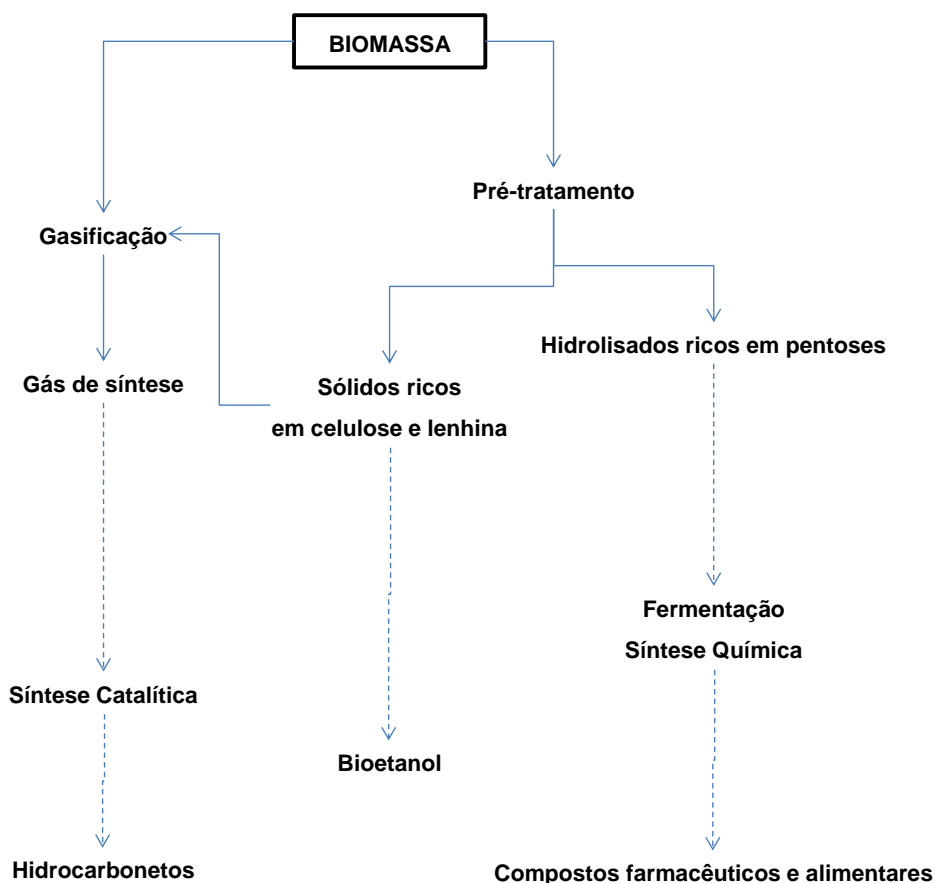 BIOMASSA
Pré-tratamento
Gasificação
Hidrolisados ricos em pentoses
Gás de síntese
Sólidos ricos
em celulose e lenhina
Fermentação
Síntese Química
Síntese Catalítica
Bioetanol
Hidrocarbonetos
Compostos farmacêuticos e alimentares